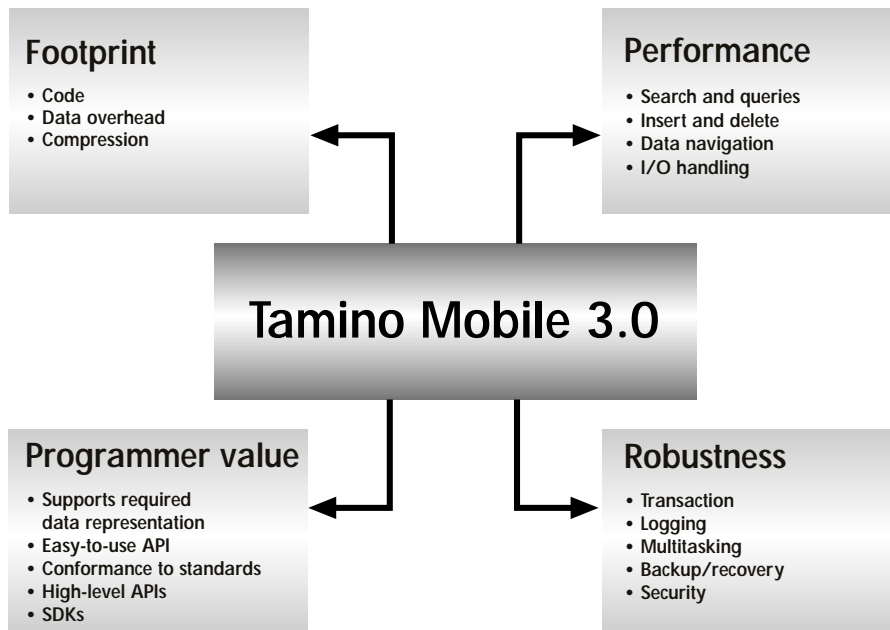 Footprint
• Code
• Data overhead
• Compression
Performance
• Search and queries
• Insert and delete
• Data navigation
• I/O handling
Tamino Mobile 3.0
Programmer value
• Supports required
data representation
• Easy-to-use API
• Conformance to standards
• High-level APIs
• SDKs
Robustness
• Transaction
• Logging
• Multitasking
• Backup/recovery
• Security